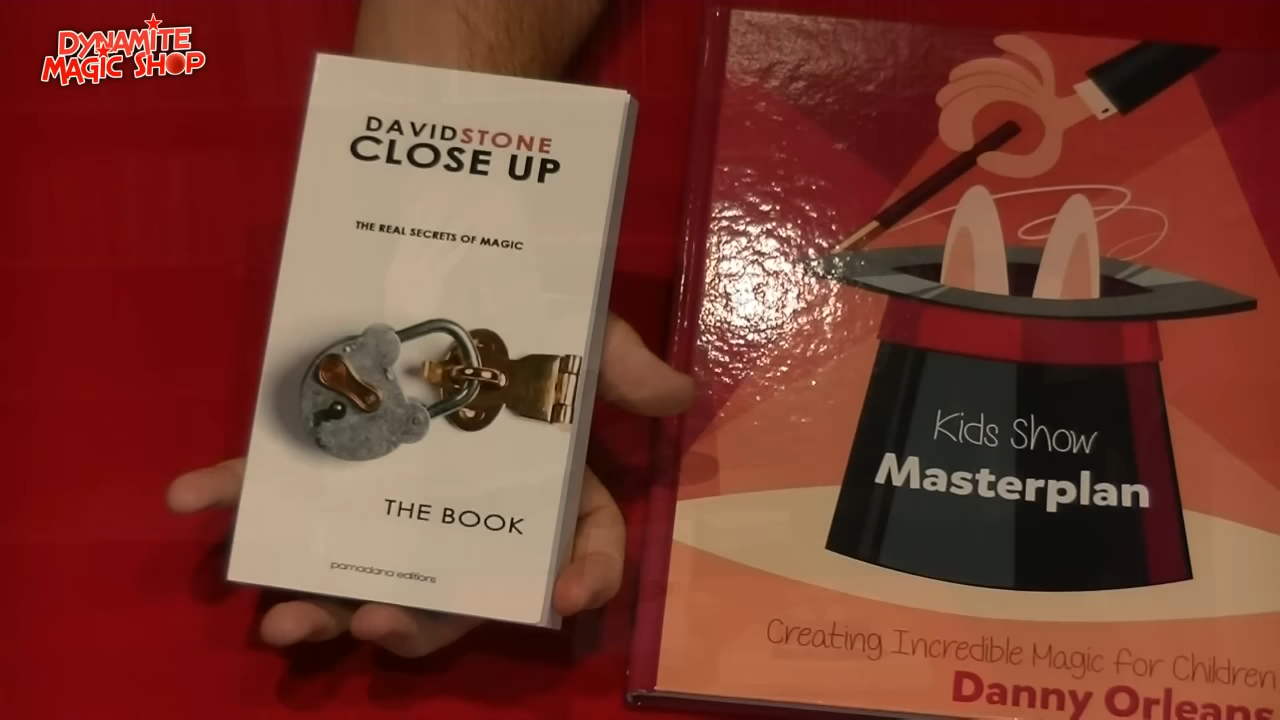 DYNAMITE
MAGIC SHOP
DAVIDSTONE
CLOSE UP
THE REAL SECRETS OF MAGIC
THE BOOK
pamadana editions
Kids Show
Masterplan
Creating Incredible Magic for Children
Danny Orleans